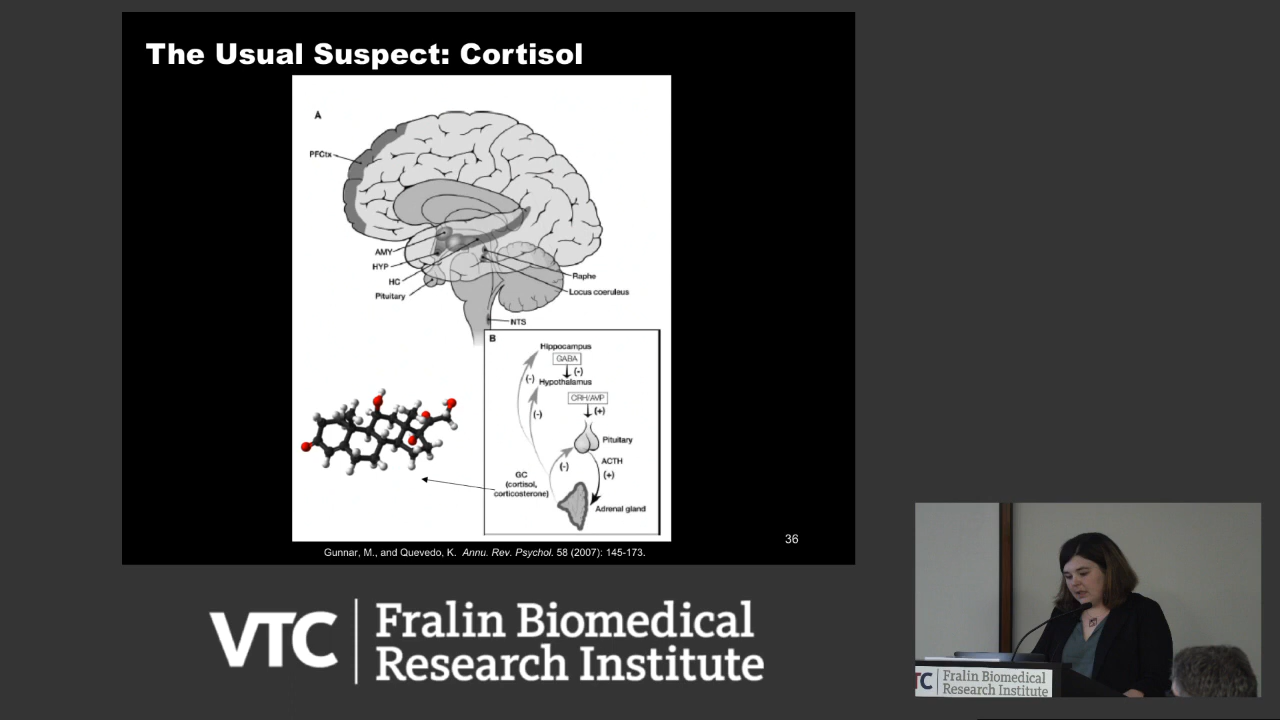 The Usual Suspect: Cortisol
A
PFCtx
AMY
HYP
HC
Pituitary
Raphe
Locus coeruleus
NTS
B
Hippocampus
GABA
(-)
(-)
Hypothalamus
CRH/AVP
(-)
(+)
Pituitary
(-)
ACTH
(+)
GC
(cortisol,
corticosterone)
Adrenal gland
36
Gunnar, M., and Quevedo, K. Annu. Rev. Psychol. 58 (2007): 145-173.
VTC
Fralin Biomedical
Research Institute
TC
Fralin Biomedical
Research Institute